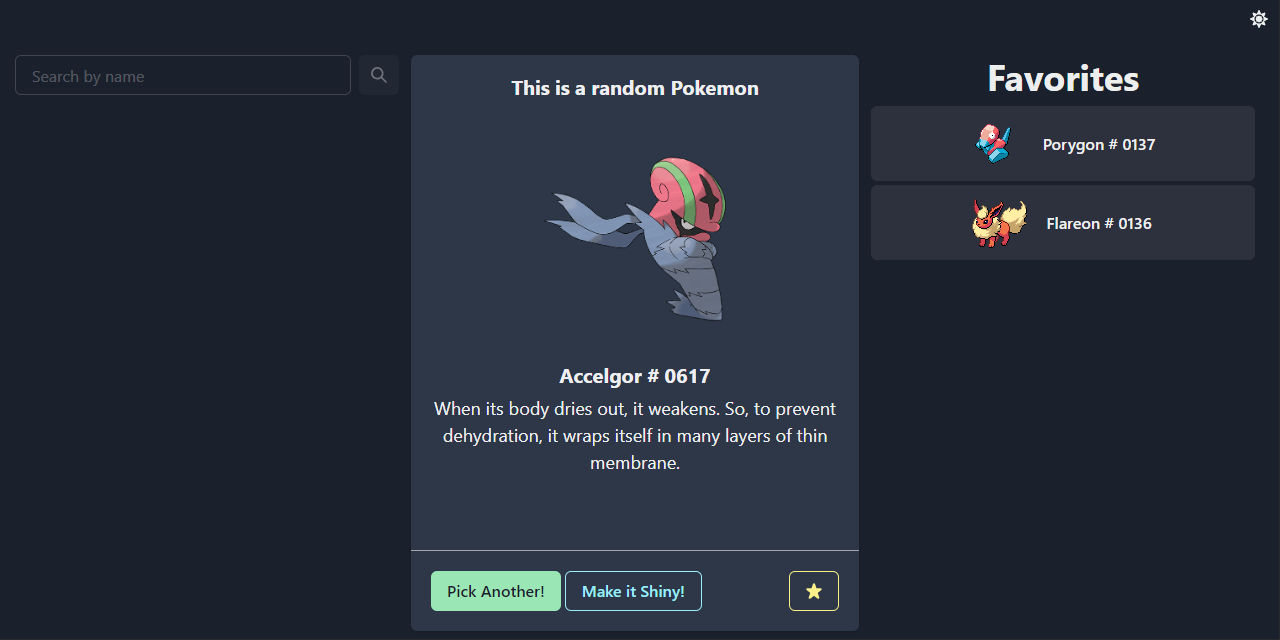 Search by name
This is a random Pokemon
Accelgor # 0617
When its body dries out, it weakens. So, to prevent
dehydration, it wraps itself in many layers of thin
membrane.
Pick Another!
Make it Shiny!
Favorites
Porygon # 0137
Flareon # 0136